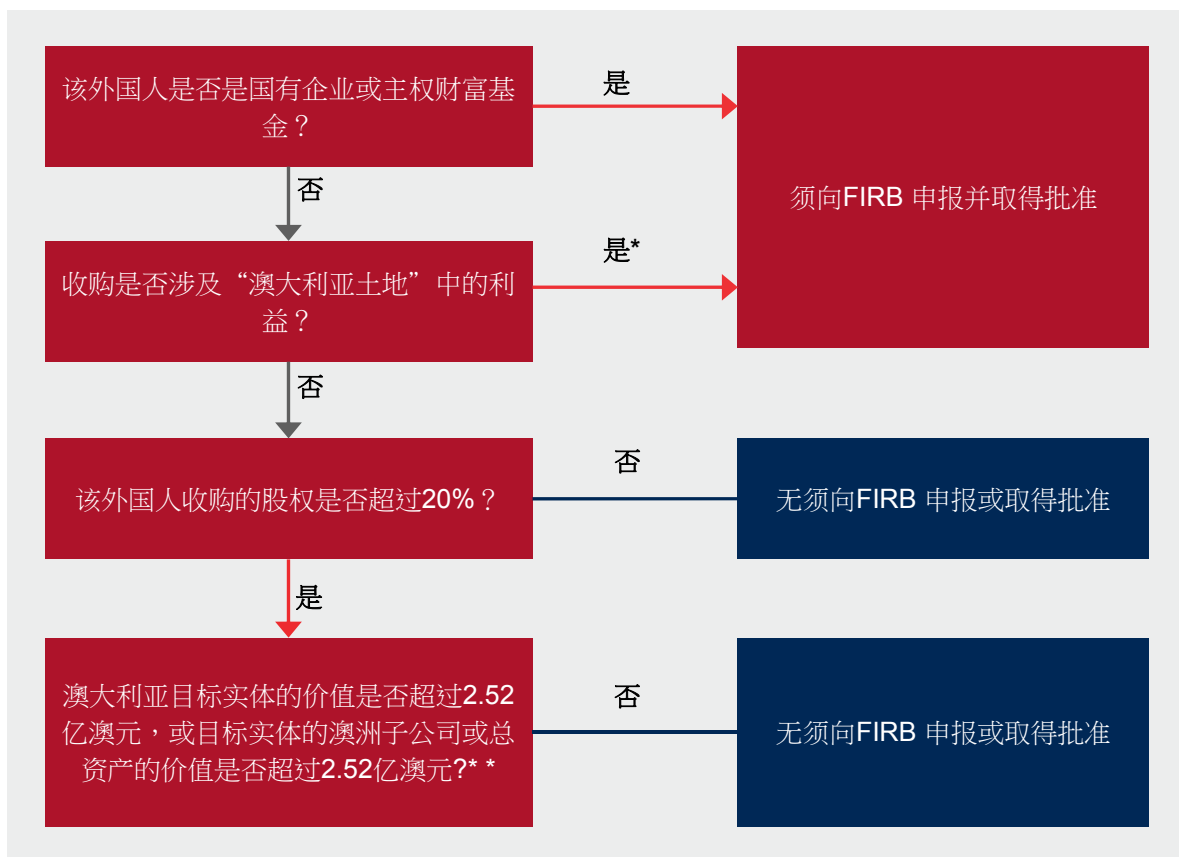 该外国人是否是国有企业或主权财富基
金？
是
须向FIRB 申报并取得批准
否
收购是否涉及“澳大利亚土地”中的利
益？
是*
否
该外国人收购的股权是否超过20%？
否
无须向FIRB 申报或取得批准
是
澳大利亚目标实体的价值是否超过2.52
亿澳元，或目标实体的澳洲子公司或总
资产的价值是否超过2.52亿澳元?* *
否
无须向FIRB 申报或取得批准